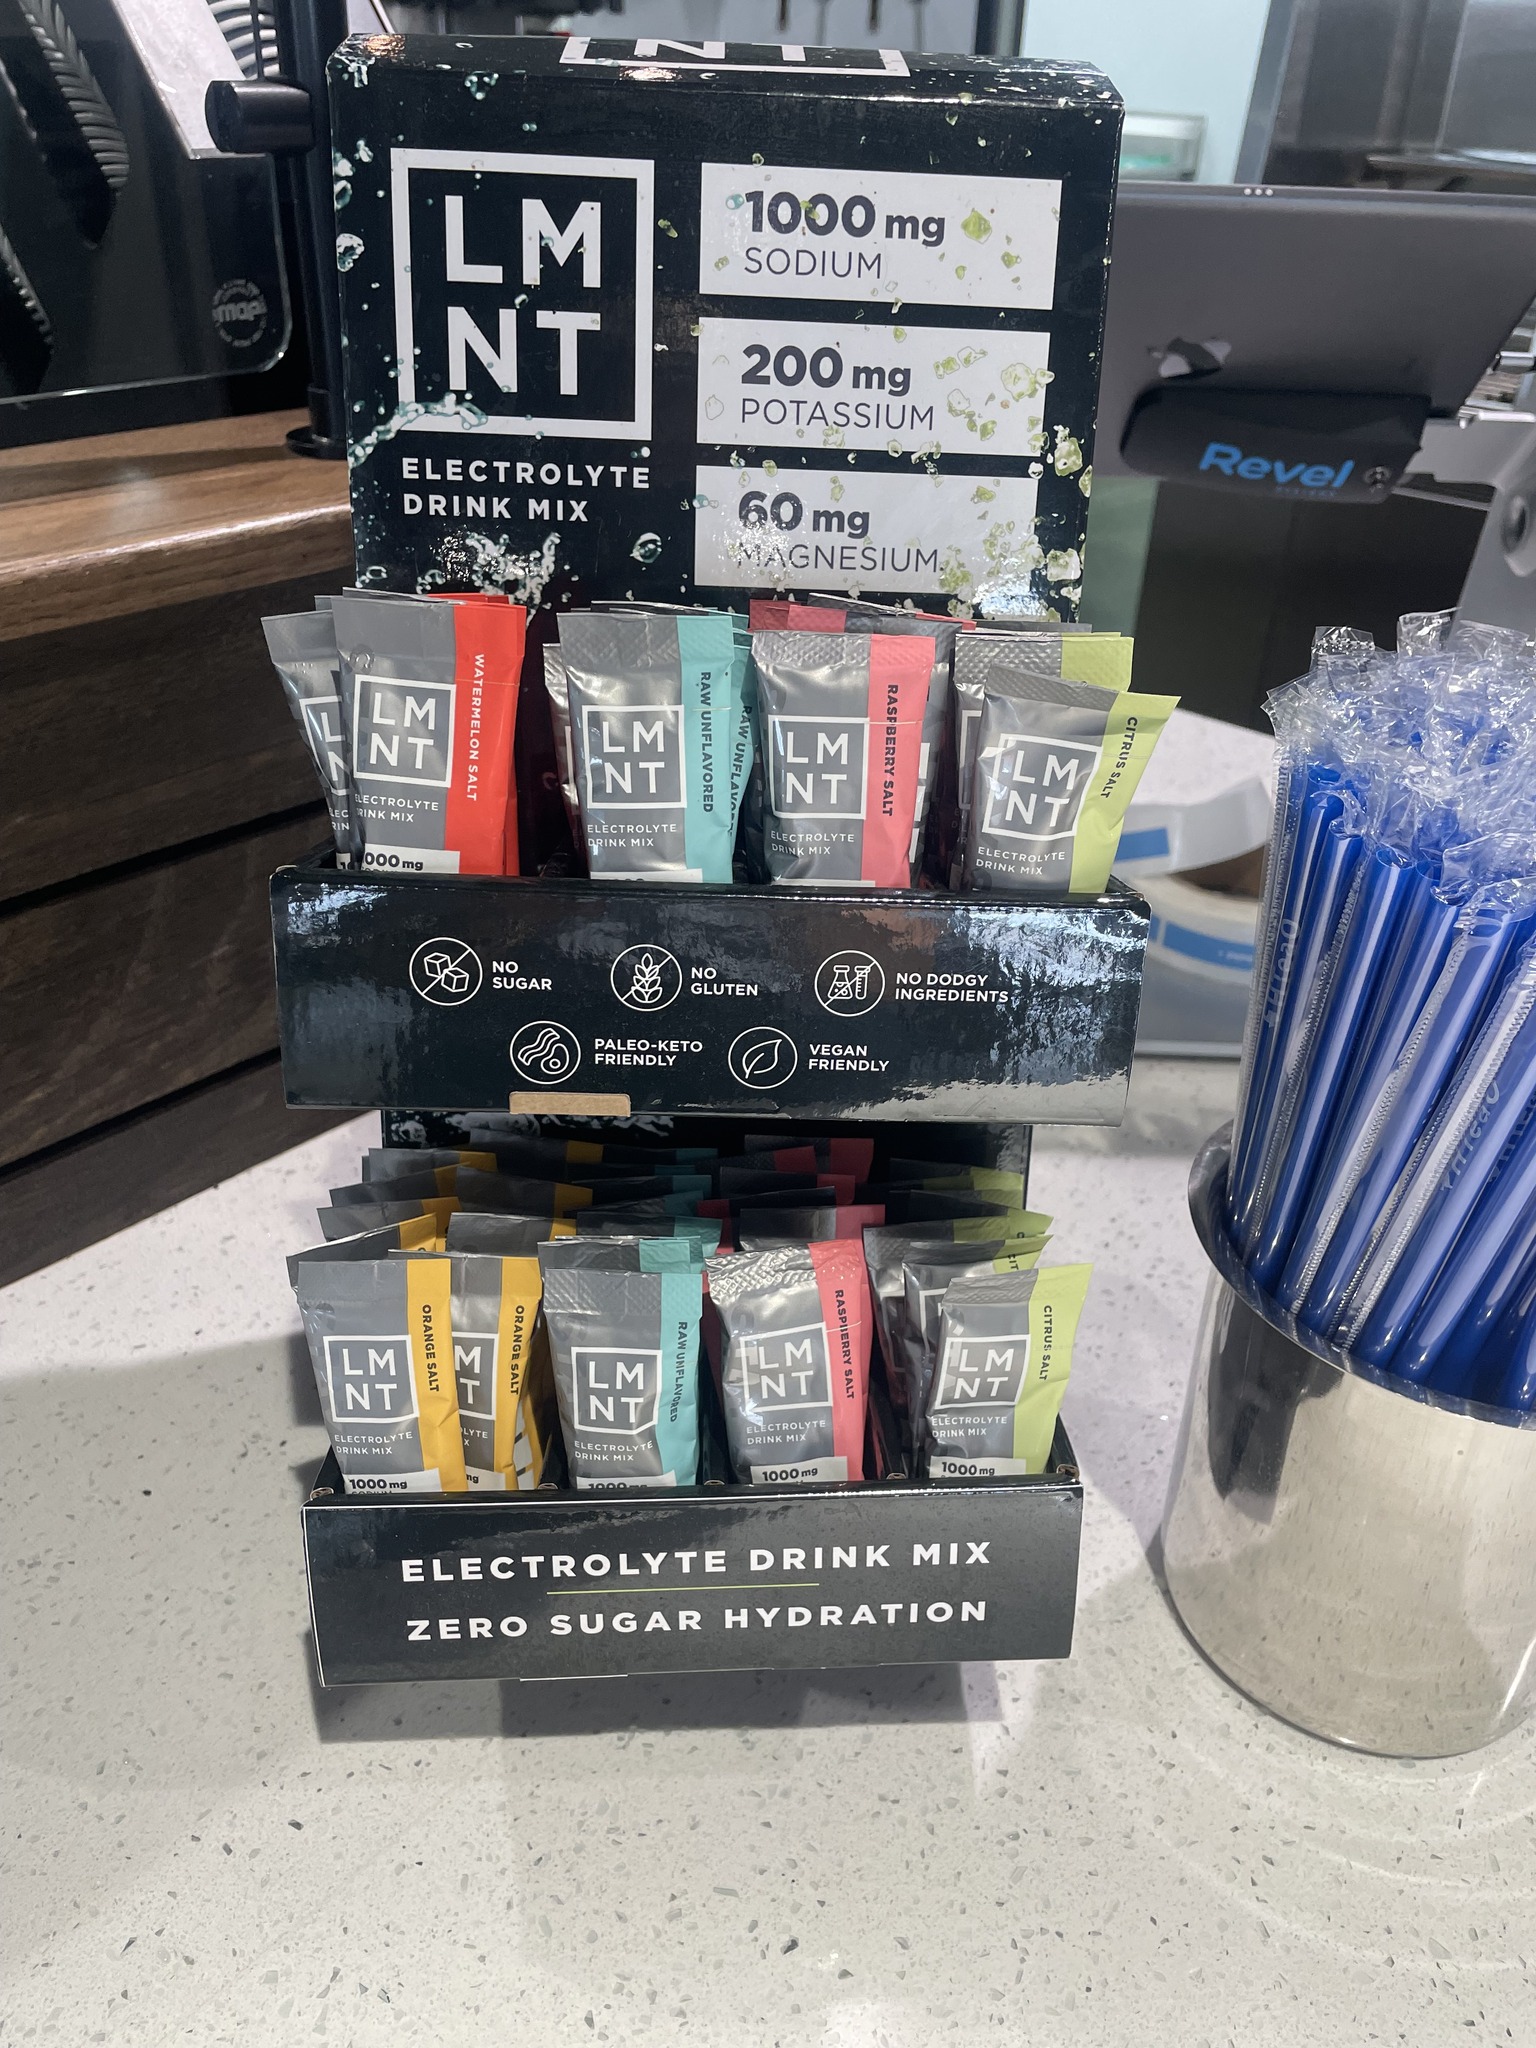 NT
LM
NT
ELECTROLYTE
DRINK MIX
1000 mg
SODIUM
200 mg
POTASSIUM
60 mg
MAGNESIUM
Revel
LM
NT
ELECTROLYTE
DRINK MIX
1000 mg
WATERMELON SALT
LM
NT
ELECTROLYTE
DRINK MIX
RAW UNFLAVORED
RAW UNFLAVORED
LM
NT
ELECTROLYTE
DRINK MIX
RASPBERRY SALT
LM
NT
ELECTROLYTE
DRINK MIX
CITRUS SALT
NO
SUGAR
NO
GLUTEN
NO DODGY
INGREDIENTS
PALEO-KETO
FRIENDLY
VEGAN
FRIENDLY
LM
NT
ELECTROLYTE
DRINK MIX
1000 mg
ORANGE SALT
ORANGE SALT
LM
NT
ELECTROLYTE
DRINK MIX
RAW UNFLAVORED
LM
NT
ELECTROLYTE
DRINK MIX
1000 mg
RASPBERRY SALT
LM
NT
ELECTROLYTE
DRINK MIX
1000 mg
CITRUS SALT
ELECTROLYTE DRINK MIX
ZERO SUGAR HYDRATION